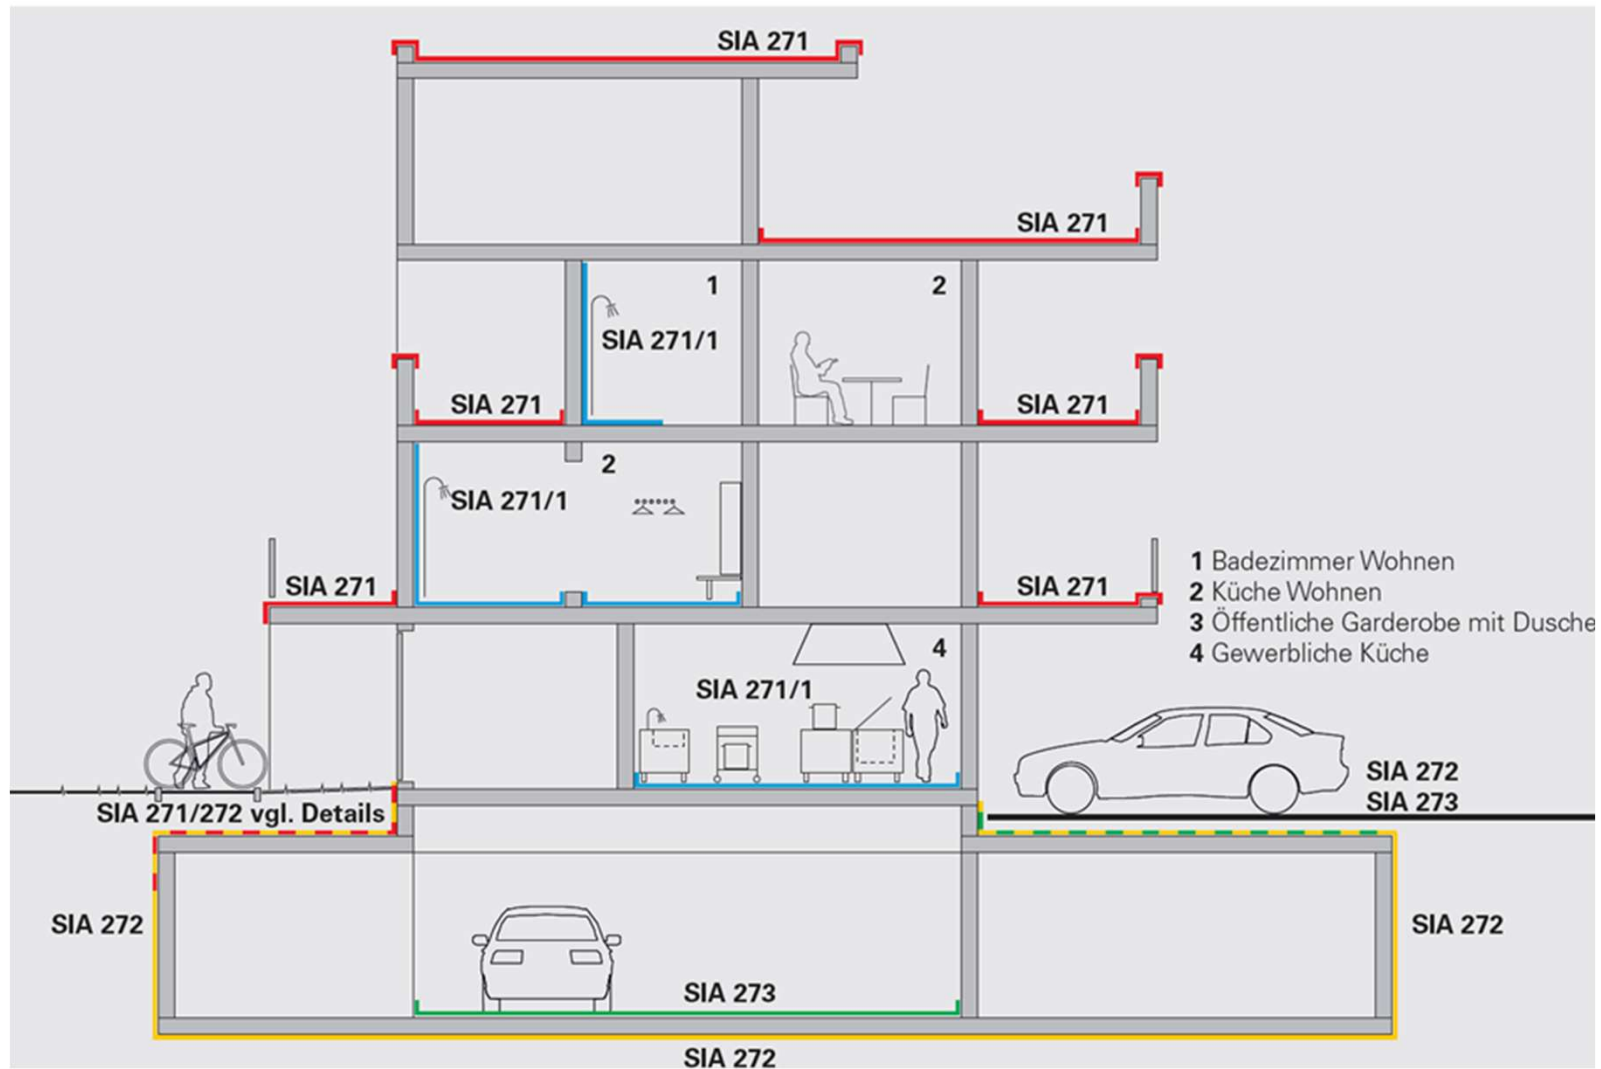 SIA 271
SIA 271
1
2
SIA 271/1
SIA 271
SIA 271
2
SIA 271/1
SIA 271
SIA 271
1 Badezimmer Wohnen
2 Küche Wohnen
3 Öffentliche Garderobe mit Dusche
4 Gewerbliche Küche
4
SIA 271/1
SIA 272
SIA 273
SIA 271/272 vgl. Details
SIA 272
SIA 272
SIA 273
SIA 272